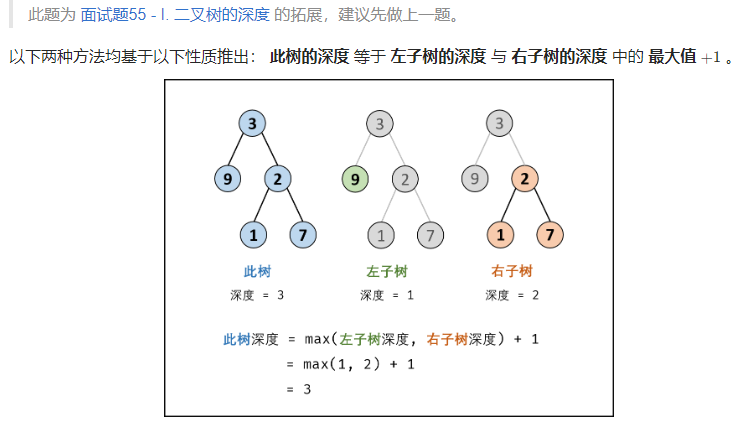 此题为 面试题55 - I. 二叉树的深度 的拓展，建议先做上一题。
以下两种方法均基于以下性质推出： 此树的深度 等于 左子树的深度 与 右子树的深度 中的 最大值 +1 。
3 3 3
9 2 9 2 9 2
1 7 1 7 1 7
此树 左子树 右子树
深度 = 3 深度 = 1 深度 = 2
此树深度 = max(左子树深度, 右子树深度) + 1
= max(1, 2) + 1
= 3